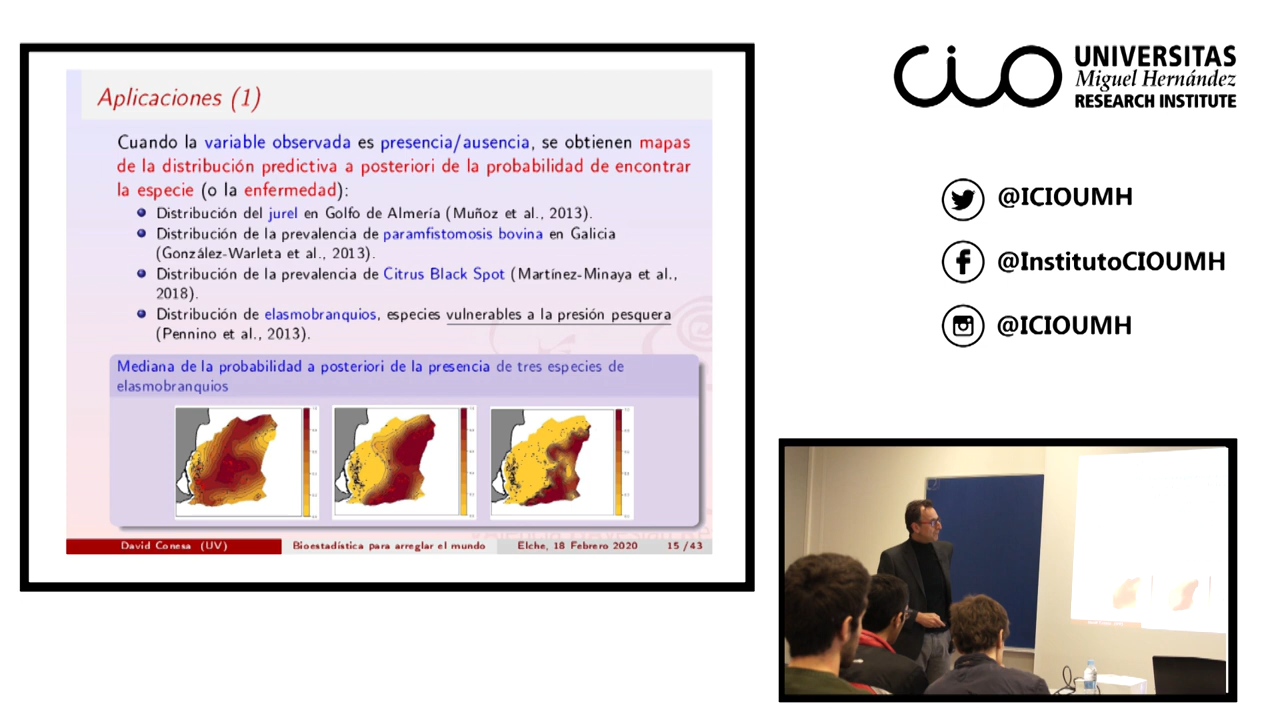 Aplicaciones (1)
Cuando la variable observada es presencia/ausencia, se obtienen mapas
de la distribución predictiva a posteriori de la probabilidad de encontrar
la especie (o la enfermedad):
Distribución del jurel en Golfo de Almería (Muñoz et al., 2013).
Distribución de la prevalencia de paramfistomosis bovina en Galicia
(González-Warleta et al., 2013).
Distribución de la prevalencia de Citrus Black Spot (Martínez-Minaya et al.,
2018).
Distribución de elasmobranquios, especies vulnerables a la presión pesquera
(Pennino et al., 2013).
Mediana de la probabilidad a posteriori de la presencia de tres especies de
elasmobranquios
David Conesa (UV)
Bioestadística para arreglar el mundo
Elche, 18 Febrero 2020
15 / 43
cio
UNIVERSITAS
Miguel Hernández
RESEARCH INSTITUTE
@ICIOUMH
@InstitutoCIOUMH
@ICIOUMH